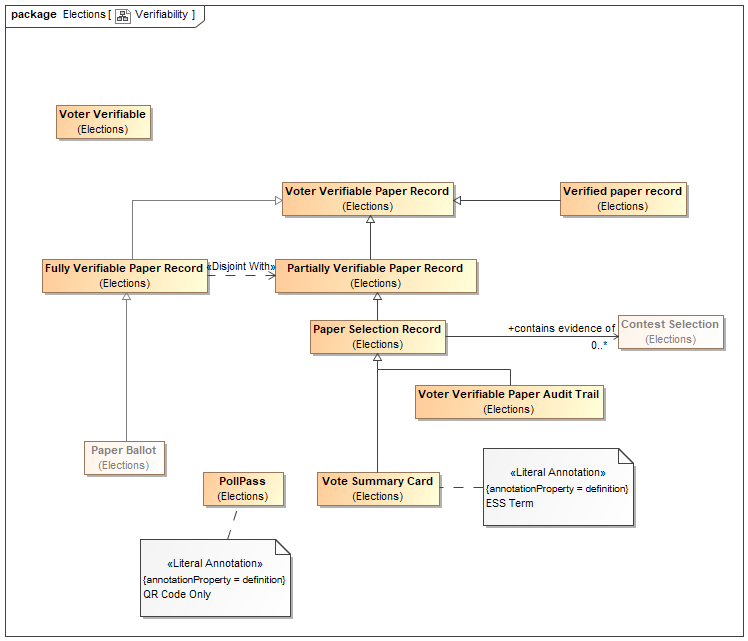 package Elections [ Verifiability ]
Voter Verifiable
(Elections)
Voter Verifiable Paper Record
(Elections)
Verified paper record
(Elections)
Fully Verifiable Paper Record
(Elections)
«Disjoint With»
Partially Verifiable Paper Record
(Elections)
Paper Selection Record
(Elections)
+contains evidence of
0..*
Contest Selection
(Elections)
Voter Verifiable Paper Audit Trail
(Elections)
Paper Ballot
(Elections)
PollPass
(Elections)
Vote Summary Card
(Elections)
«Literal Annotation»
{annotationProperty = definition}
ESS Term
«Literal Annotation»
{annotationProperty = definition}
QR Code Only